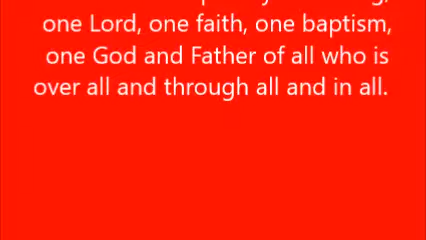 one Lord, one faith, one baptism,
one God and Father of all who is
over all and through all and in all.